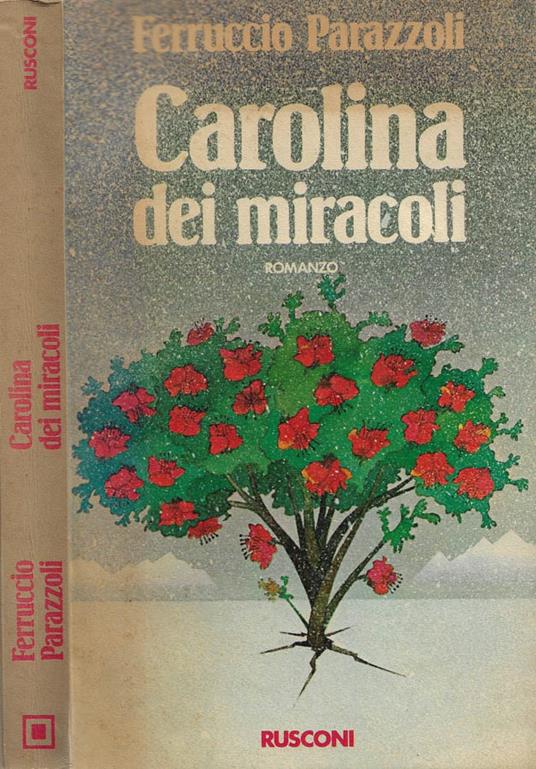 Ferruccio Parazzoli
Carolina
dei miracoli
ROMANZO
RUSCONI
RUSCONI
Carolina
dei miracoli
Ferruccio
Parazzoli